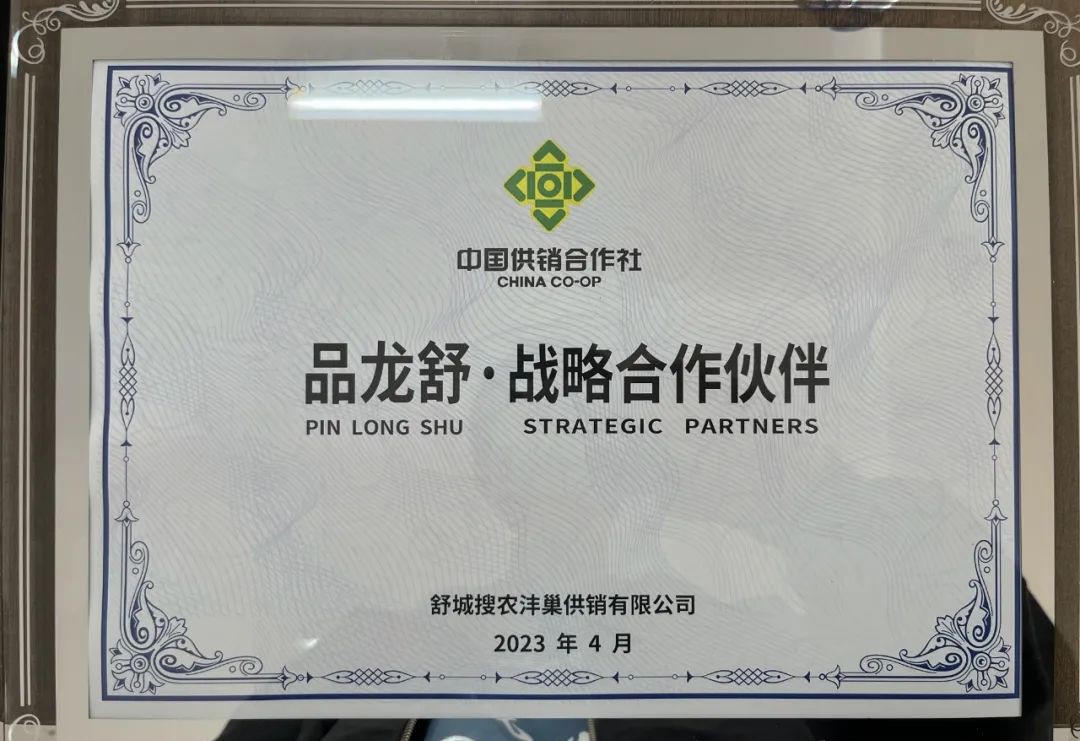 中国供销合作社
CHINA CO-OP
品龙舒·战略合作伙伴
PIN LONG SHU STRATEGIC PARTNERS
舒城搜农沣巢供销有限公司
2023 年 4 月